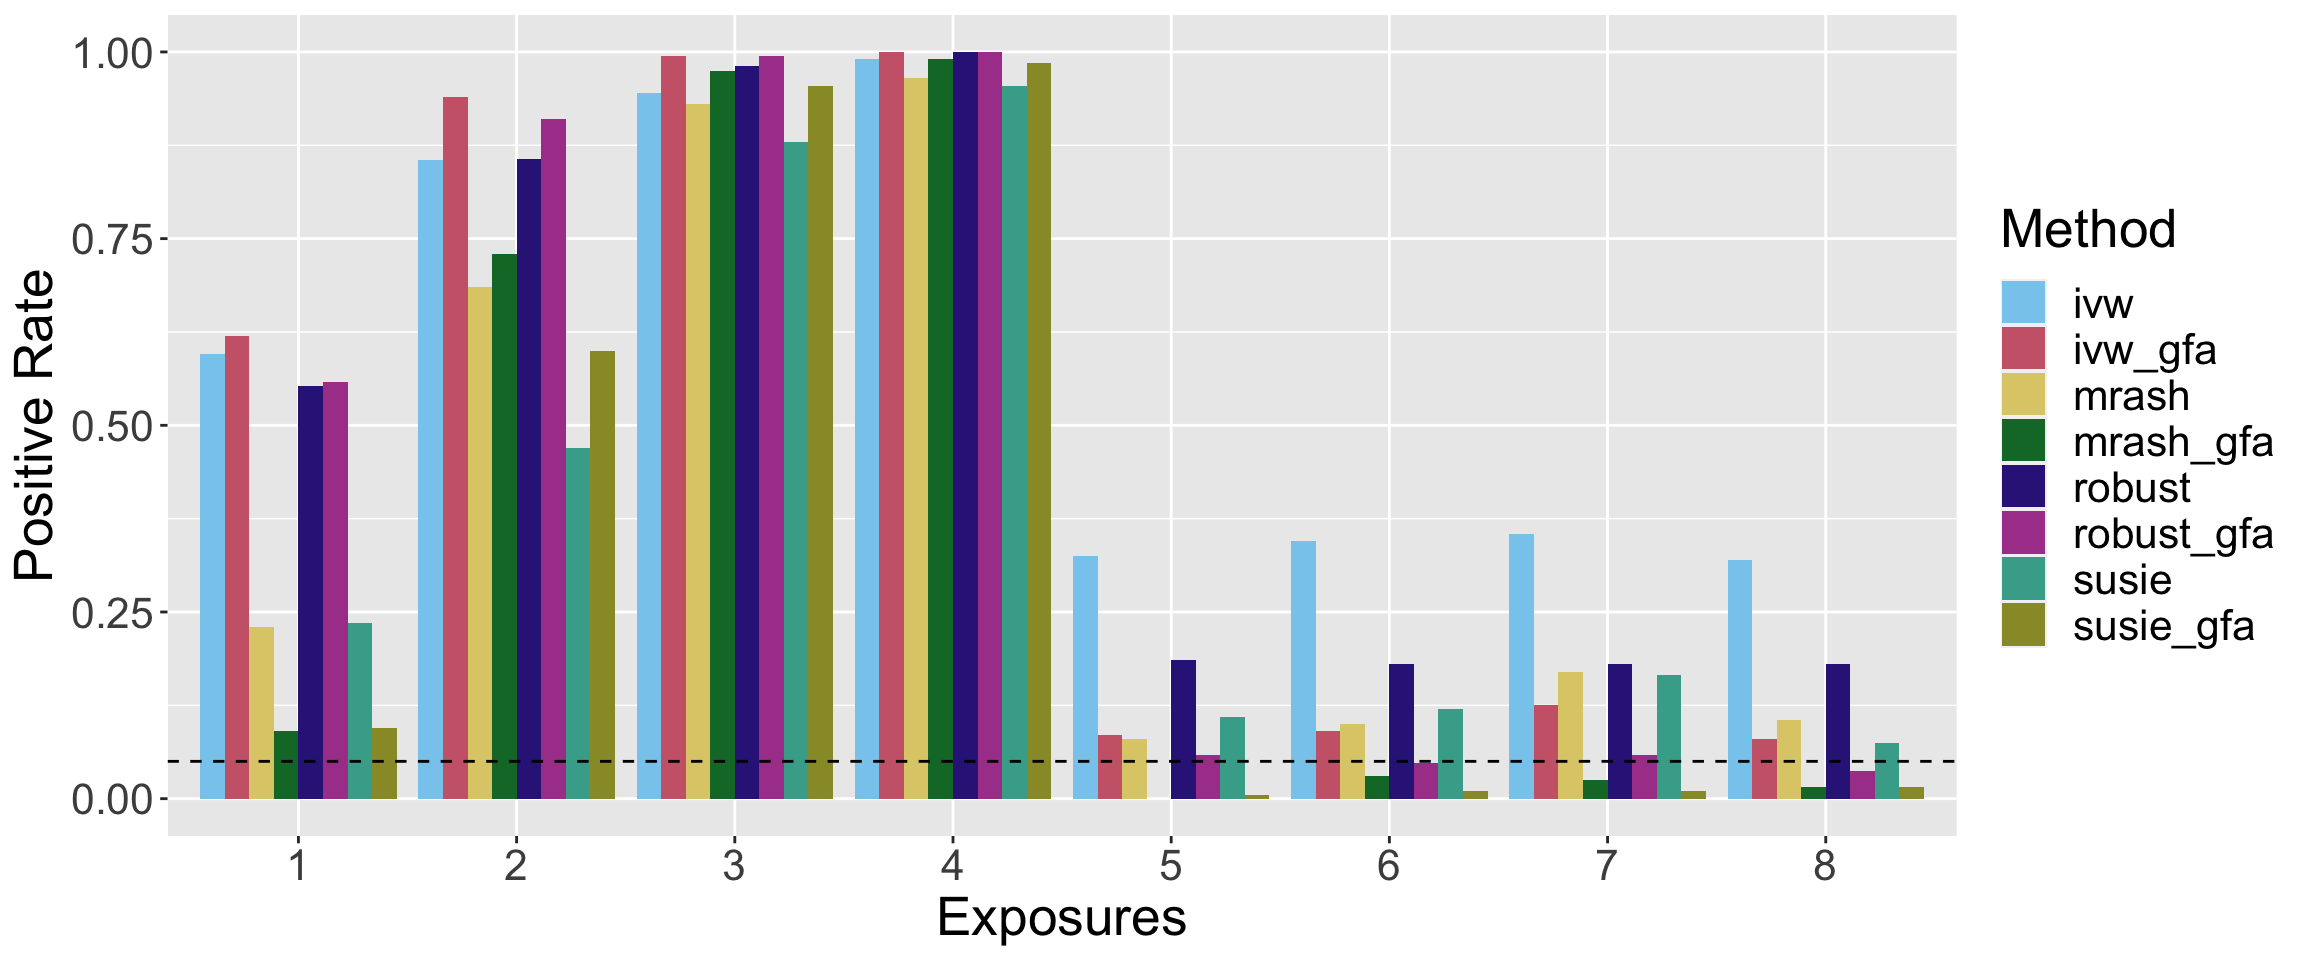 Positive Rate
1.00
0.75
0.50
0.25
0.00
1 2 3 4 5 6 7 8
Exposures
Method
ivw
ivw_gfa
mrash
mrash_gfa
robust
robust_gfa
susie
susie_gfa